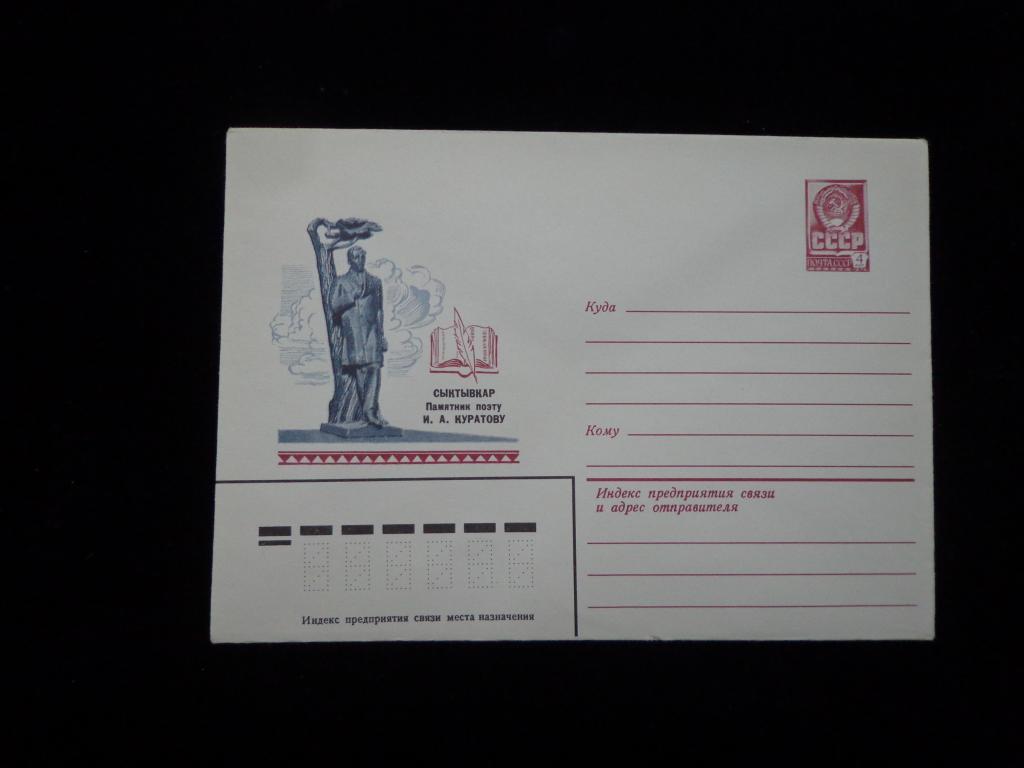 СССР
ПОЧТА СССР 4
Куда
СЫКТЫВКАР
Памятник поэту
И. А. КУРАТОВУ
Кому
Индекс предприятия связи
и адрес отправителя
Индекс предприятия связи места назначения